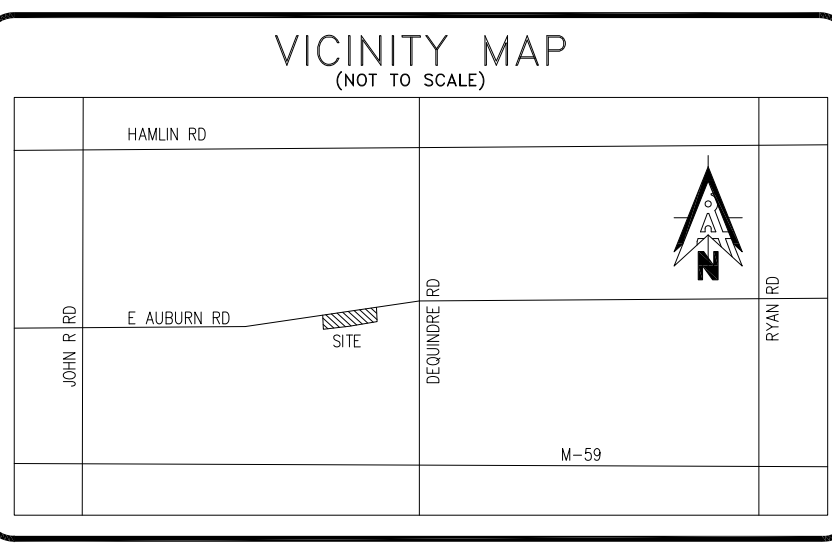 VICINITY MAP
(NOT TO SCALE)
HAMLIN RD
E AUBURN RD
SITE
JOHN R RD
DEQUINDRE RD
RYAN RD
N
M-59